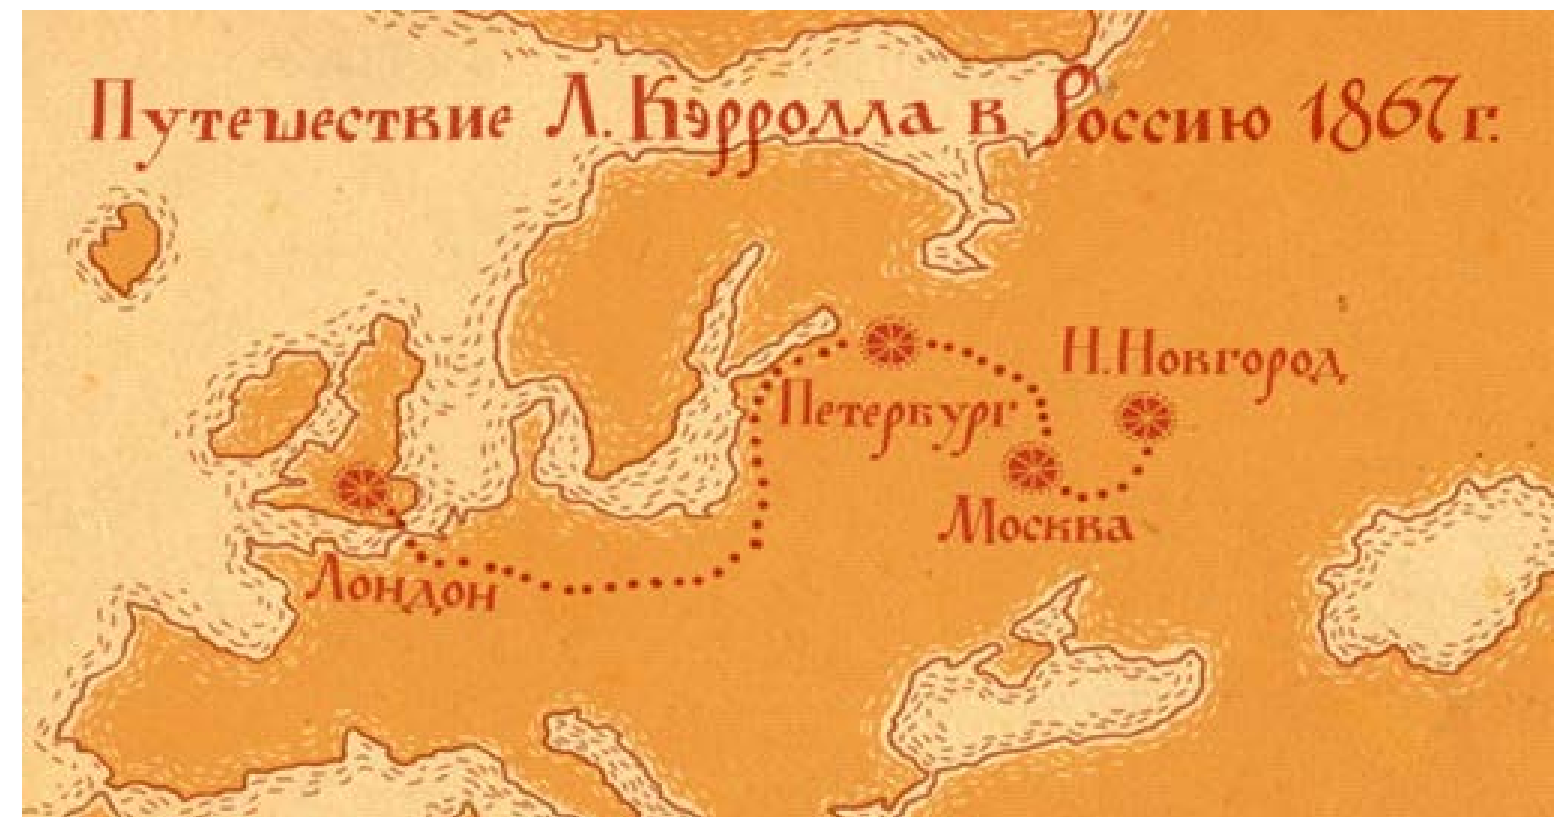 Путешествие Л. Кэрролла в Россию 1867 г.
Н.Новгород
Петербург
Москва
Лондон